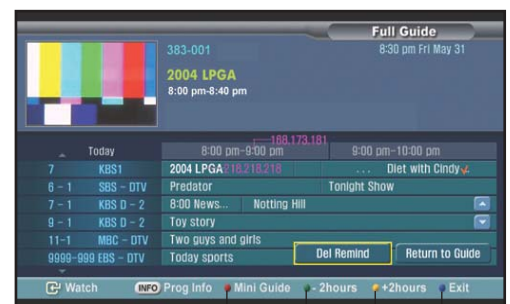 Full Guide
383-001
8:30 pm Fri May 31
2004 LPGA
8:00 pm-8:40 pm
168.173.181
Today 8:00 pm-9:00 pm 9:00 pm-10:00 pm
7 KBS1 2004 LPGA 218.218.218 ... Diet with Cindy
6 - 1 SBS - DTV Predator Tonight Show
7 - 1 KBS D - 2 8:00 News... Notting Hill
9 - 1 KBS D - 2 Toy story
11-1 MBC - DTV Two guys and girls
9999-999 EBS - DTV Today sports
Del Remind Return to Guide
Watch INFO Prog Info Mini Guide - 2hours +2hours Exit